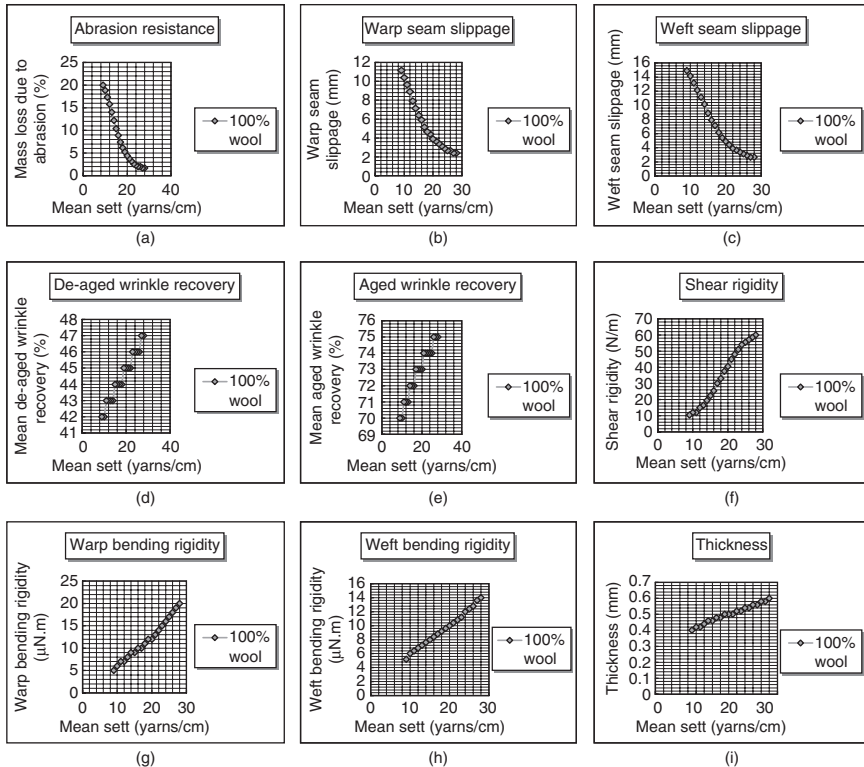 Abrasion resistance
Mass loss due to
abrasion (%)
25
20
15
10
5
0
0 20 40
Mean sett (yarns/cm)
100%
wool
(a)
Warp seam slippage
Warp seam
slippage (mm)
12
10
8
6
4
2
0
0 10 20 30
Mean sett (yarns/cm)
100%
wool
(b)
Weft seam slippage
Weft seam slippage (mm)
16
14
12
10
8
6
4
2
0
0 10 20 30
Mean sett (yarns/cm)
100%
wool
(c)
De-aged wrinkle recovery
Mean de-aged wrinkle
recovery (%)
48
47
46
45
44
43
42
41
0 20 40
Mean sett (yarns/cm)
100%
wool
(d)
Aged wrinkle recovery
Mean aged wrinkle
recovery (%)
76
75
74
73
72
71
70
69
0 20 40
Mean sett (yarns/cm)
100%
wool
(e)
Shear rigidity
Shear rigidity (N/m)
70
60
50
40
30
20
10
0
0 10 20 30
Mean sett (yarns/cm)
100%
wool
(f)
Warp bending rigidity
Warp bending rigidity
(μN.m)
25
20
15
10
5
0
0 10 20 30
Mean sett (yarns/cm)
100%
wool
(g)
Weft bending rigidity
Weft bending rigidity
(μN.m)
16
14
12
10
8
6
4
2
0
0 10 20 30
Mean sett (yarns/cm)
100%
wool
(h)
Thickness
Thickness (mm)
0.7
0.6
0.5
0.4
0.3
0.2
0.1
0
0 10 20 30
Mean sett (yarns/cm)
100%
wool
(i)